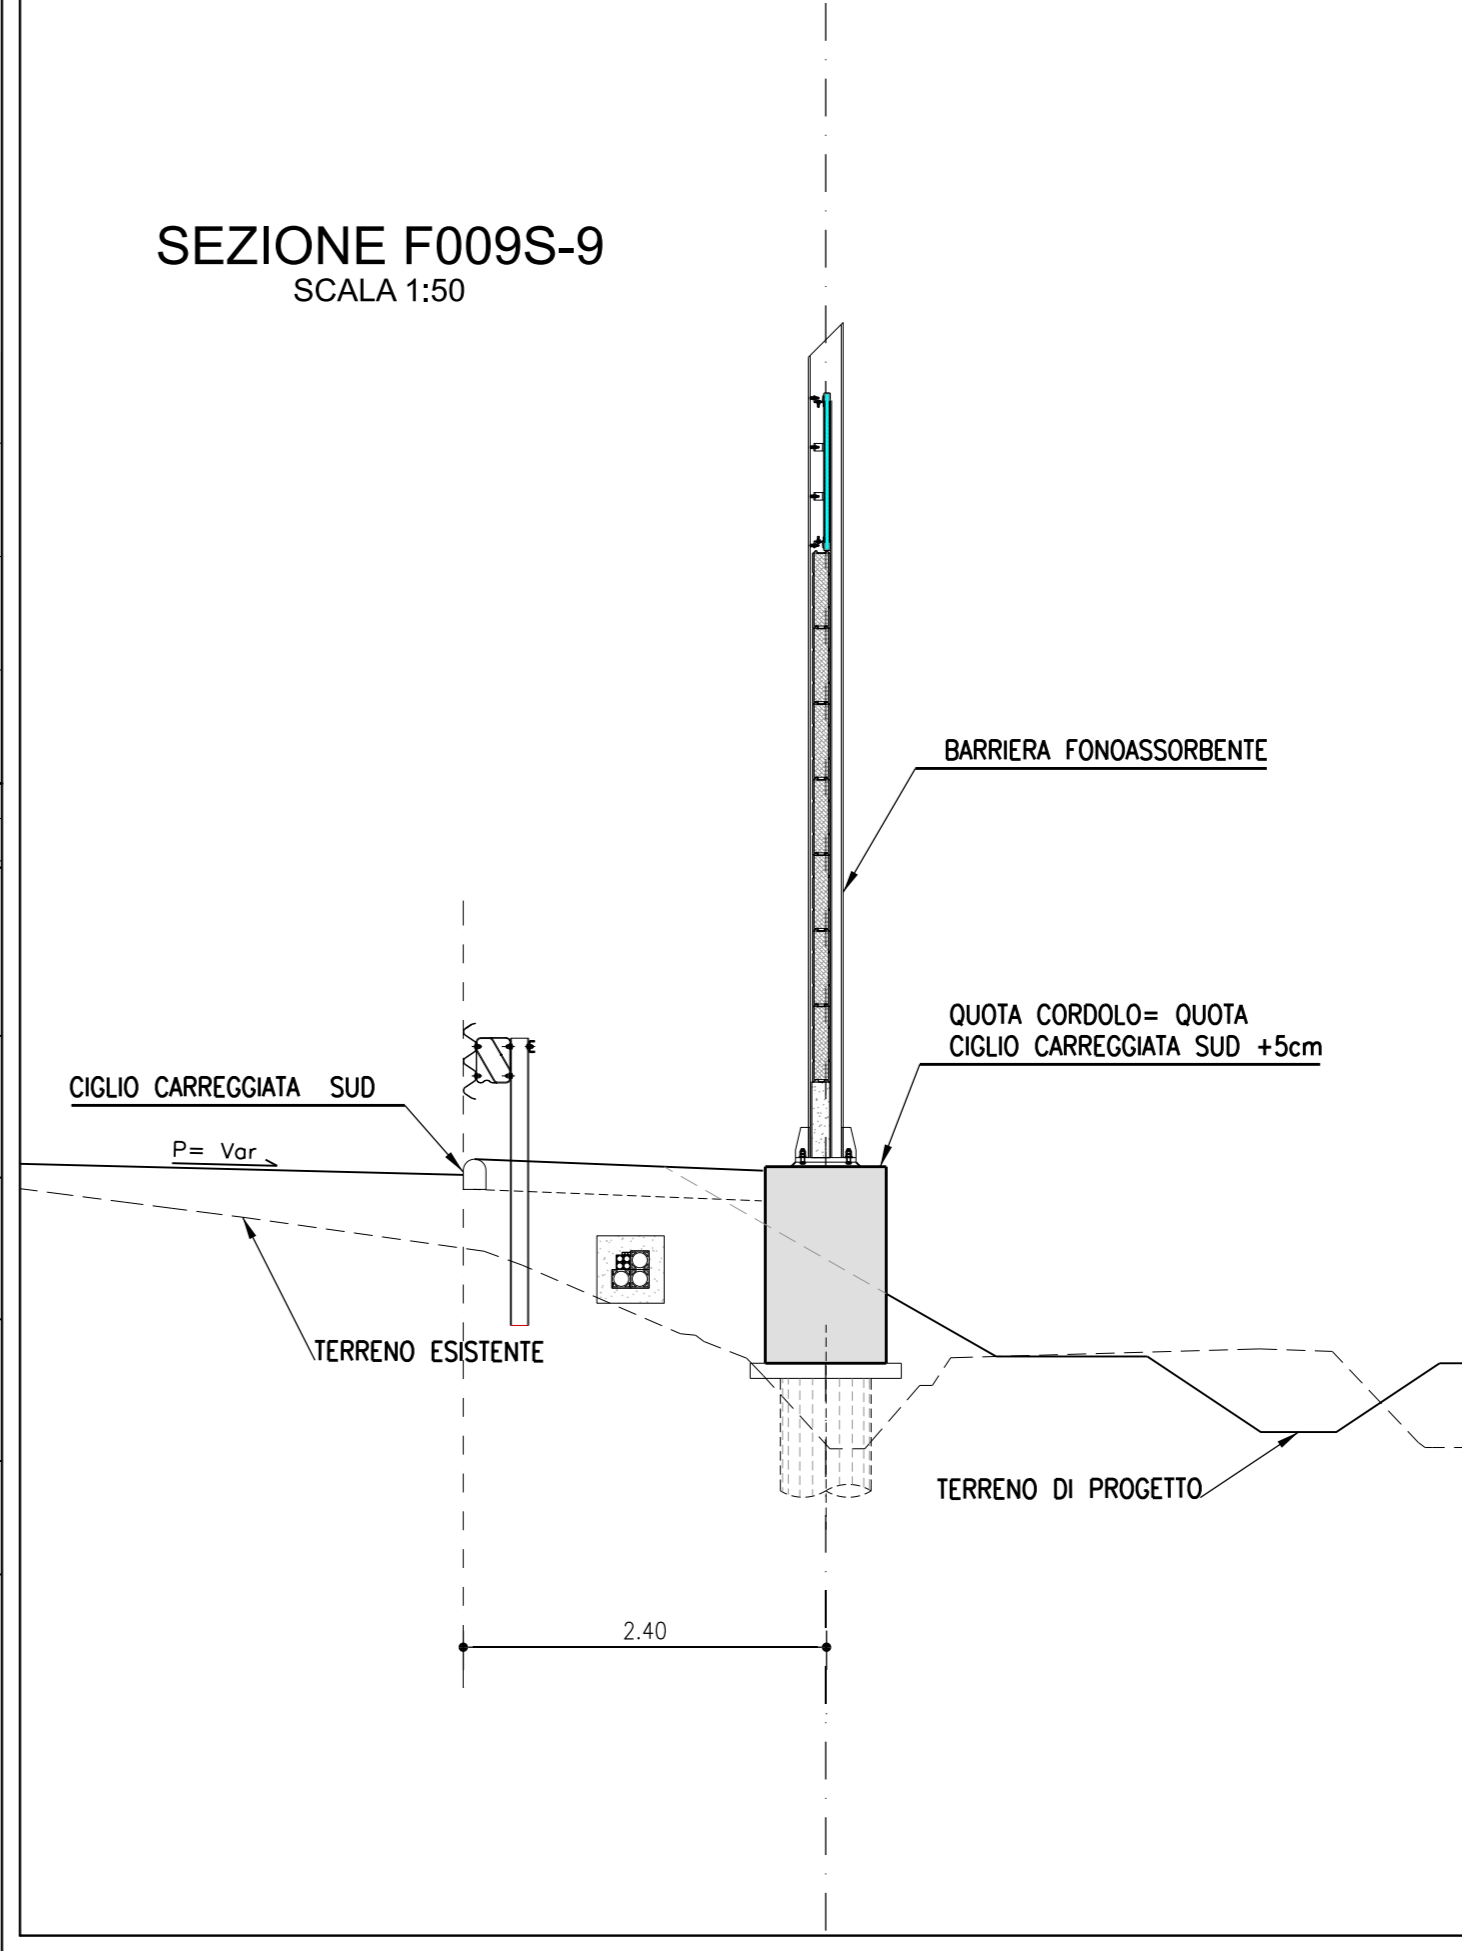 SEZIONE F009S-9
SCALA 1:50
BARRIERA FONOASSORBENTE
QUOTA CORDOLO= QUOTA
CIGLIO CARREGGIATA SUD +5cm
CIGLIO CARREGGIATA SUD
P= Var
TERRENO ESISTENTE
TERRENO DI PROGETTO
2.40